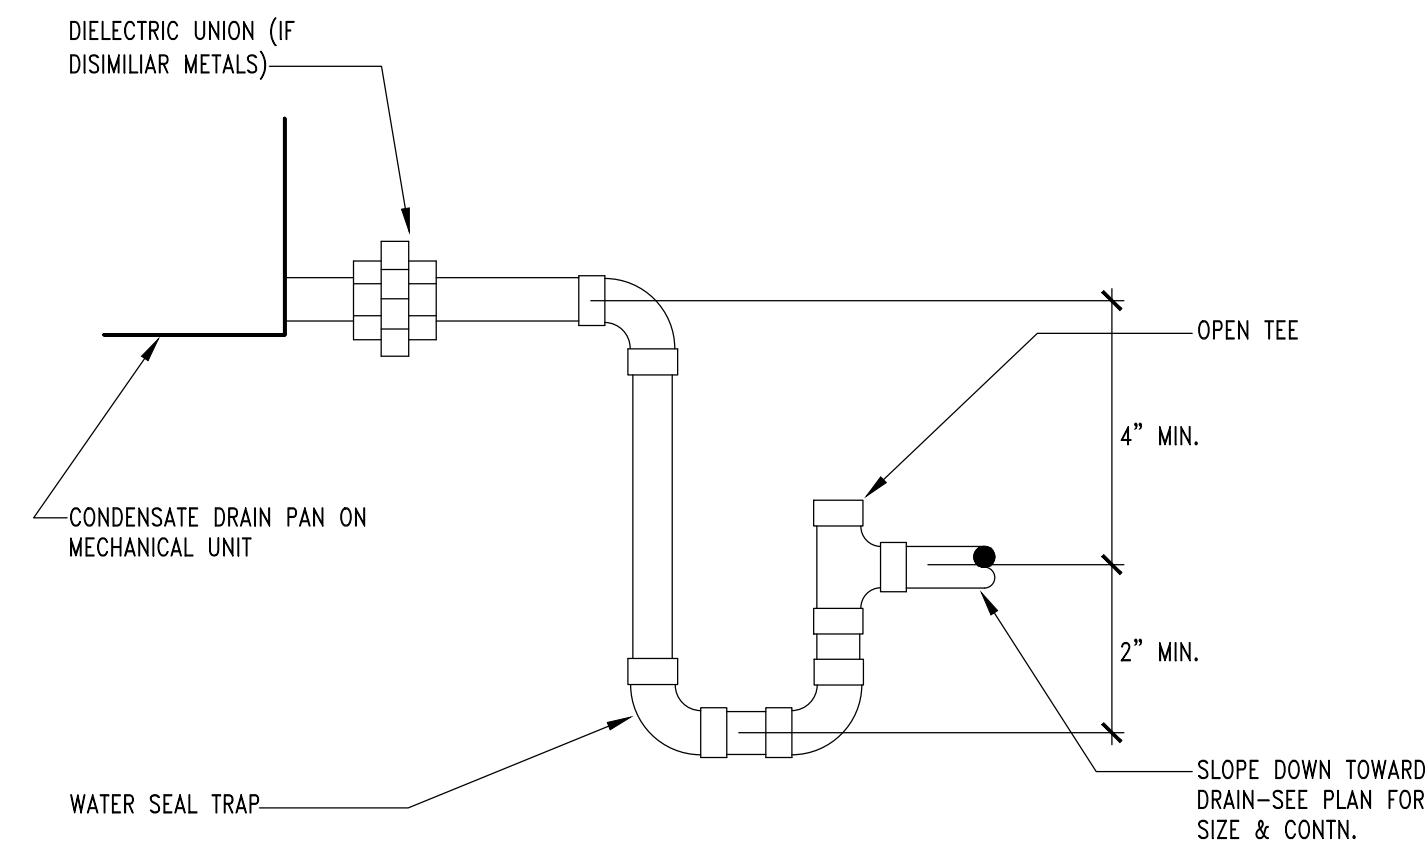 DIELECTRIC UNION (IF
DISIMILIAR METALS)
OPEN TEE
4” MIN.
CONDENSATE DRAIN PAN ON
MECHANICAL UNIT
2” MIN.
WATER SEAL TRAP
SLOPE DOWN TOWARD
DRAIN-SEE PLAN FOR
SIZE & CONTN.